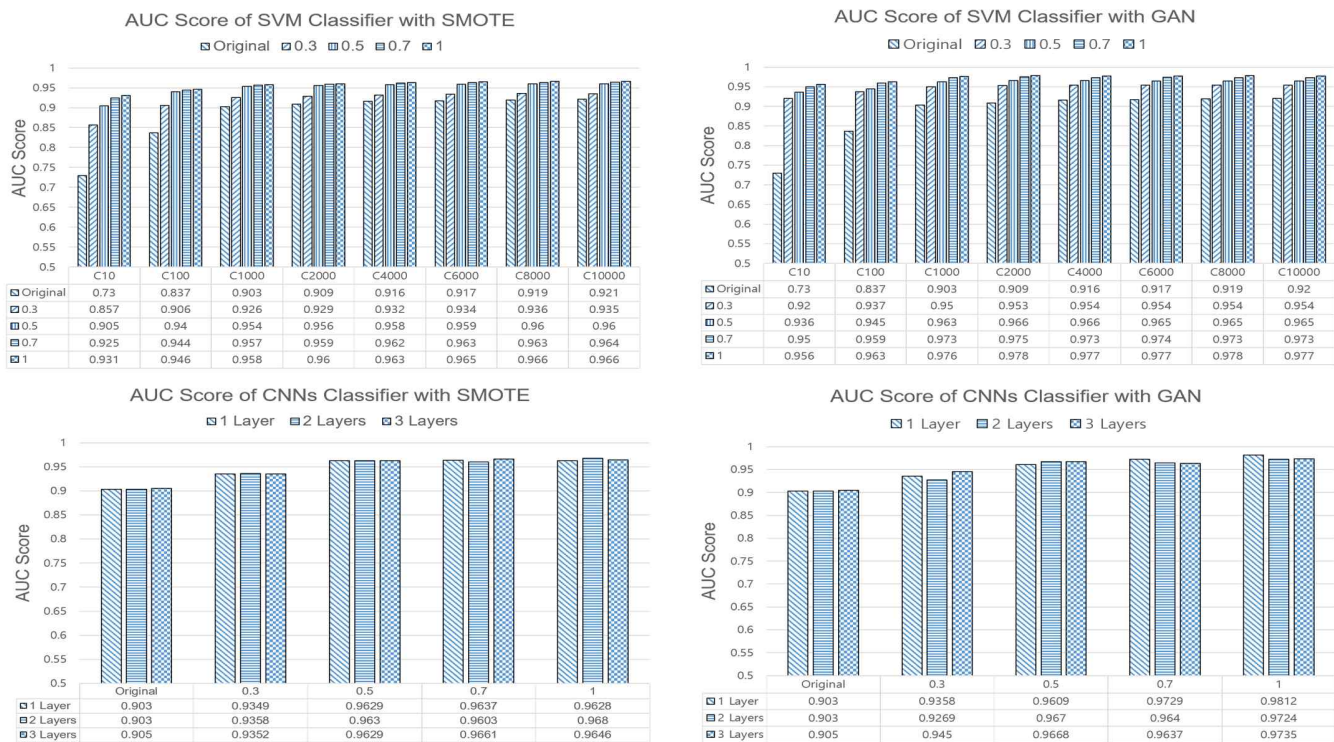 AUC Score of SVM Classifier with SMOTE
Original 0.3 0.5 0.7 1
AUC Score
1
0.95
0.9
0.85
0.8
0.75
0.7
0.65
0.6
0.55
0.5
C10 C100 C1000 C2000 C4000 C6000 C8000 C10000
Original 0.73 0.837 0.903 0.909 0.916 0.917 0.919 0.921
0.3 0.857 0.906 0.926 0.929 0.932 0.934 0.936 0.935
0.5 0.905 0.94 0.954 0.956 0.958 0.959 0.96 0.96
0.7 0.925 0.944 0.957 0.959 0.962 0.963 0.963 0.964
1 0.931 0.946 0.958 0.96 0.963 0.965 0.966 0.966
AUC Score of SVM Classifier with GAN
Original 0.3 0.5 0.7 1
AUC Score
1
0.95
0.9
0.85
0.8
0.75
0.7
0.65
0.6
0.55
0.5
C10 C100 C1000 C2000 C4000 C6000 C8000 C10000
Original 0.73 0.837 0.903 0.909 0.916 0.917 0.919 0.92
0.3 0.92 0.937 0.95 0.953 0.954 0.954 0.954 0.954
0.5 0.936 0.945 0.963 0.966 0.966 0.965 0.965 0.965
0.7 0.95 0.959 0.973 0.975 0.973 0.974 0.973 0.973
1 0.956 0.963 0.976 0.978 0.977 0.977 0.978 0.977
AUC Score of CNNs Classifier with SMOTE
1 Layer 2 Layers 3 Layers
AUC Score
1
0.95
0.9
0.85
0.8
0.75
0.7
0.65
0.6
0.55
0.5
Original 0.3 0.5 0.7 1
1 Layer 0.903 0.9349 0.9629 0.9637 0.9628
2 Layers 0.903 0.9358 0.963 0.9603 0.968
3 Layers 0.905 0.9352 0.9629 0.9661 0.9646
AUC Score of CNNs Classifier with GAN
1 Layer 2 Layers 3 Layers
AUC Score
1
0.95
0.9
0.85
0.8
0.75
0.7
0.65
0.6
0.55
0.5
Original 0.3 0.5 0.7 1
1 Layer 0.903 0.9358 0.9609 0.9729 0.9812
2 Layers 0.903 0.9269 0.967 0.964 0.9724
3 Layers 0.905 0.945 0.9668 0.9637 0.9735